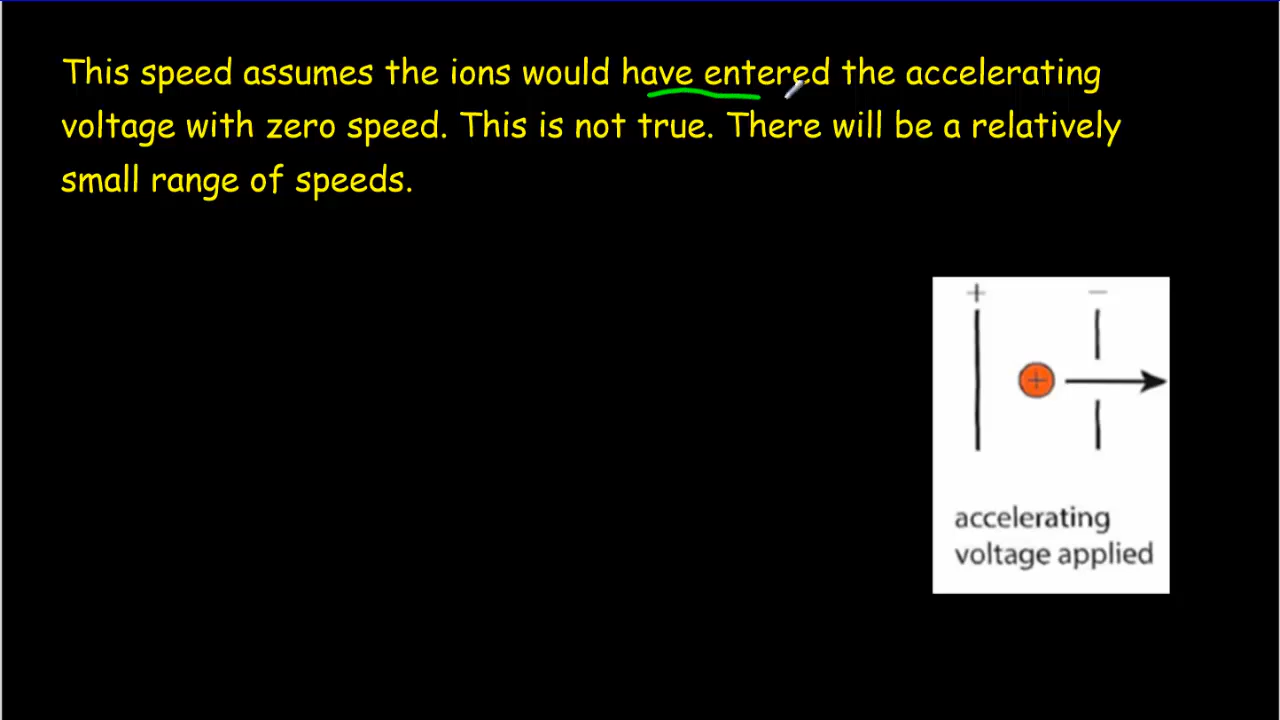 This speed assumes the ions would have entered the accelerating
voltage with zero speed. This is not true. There will be a relatively
small range of speeds.
+ −
+
accelerating
voltage applied